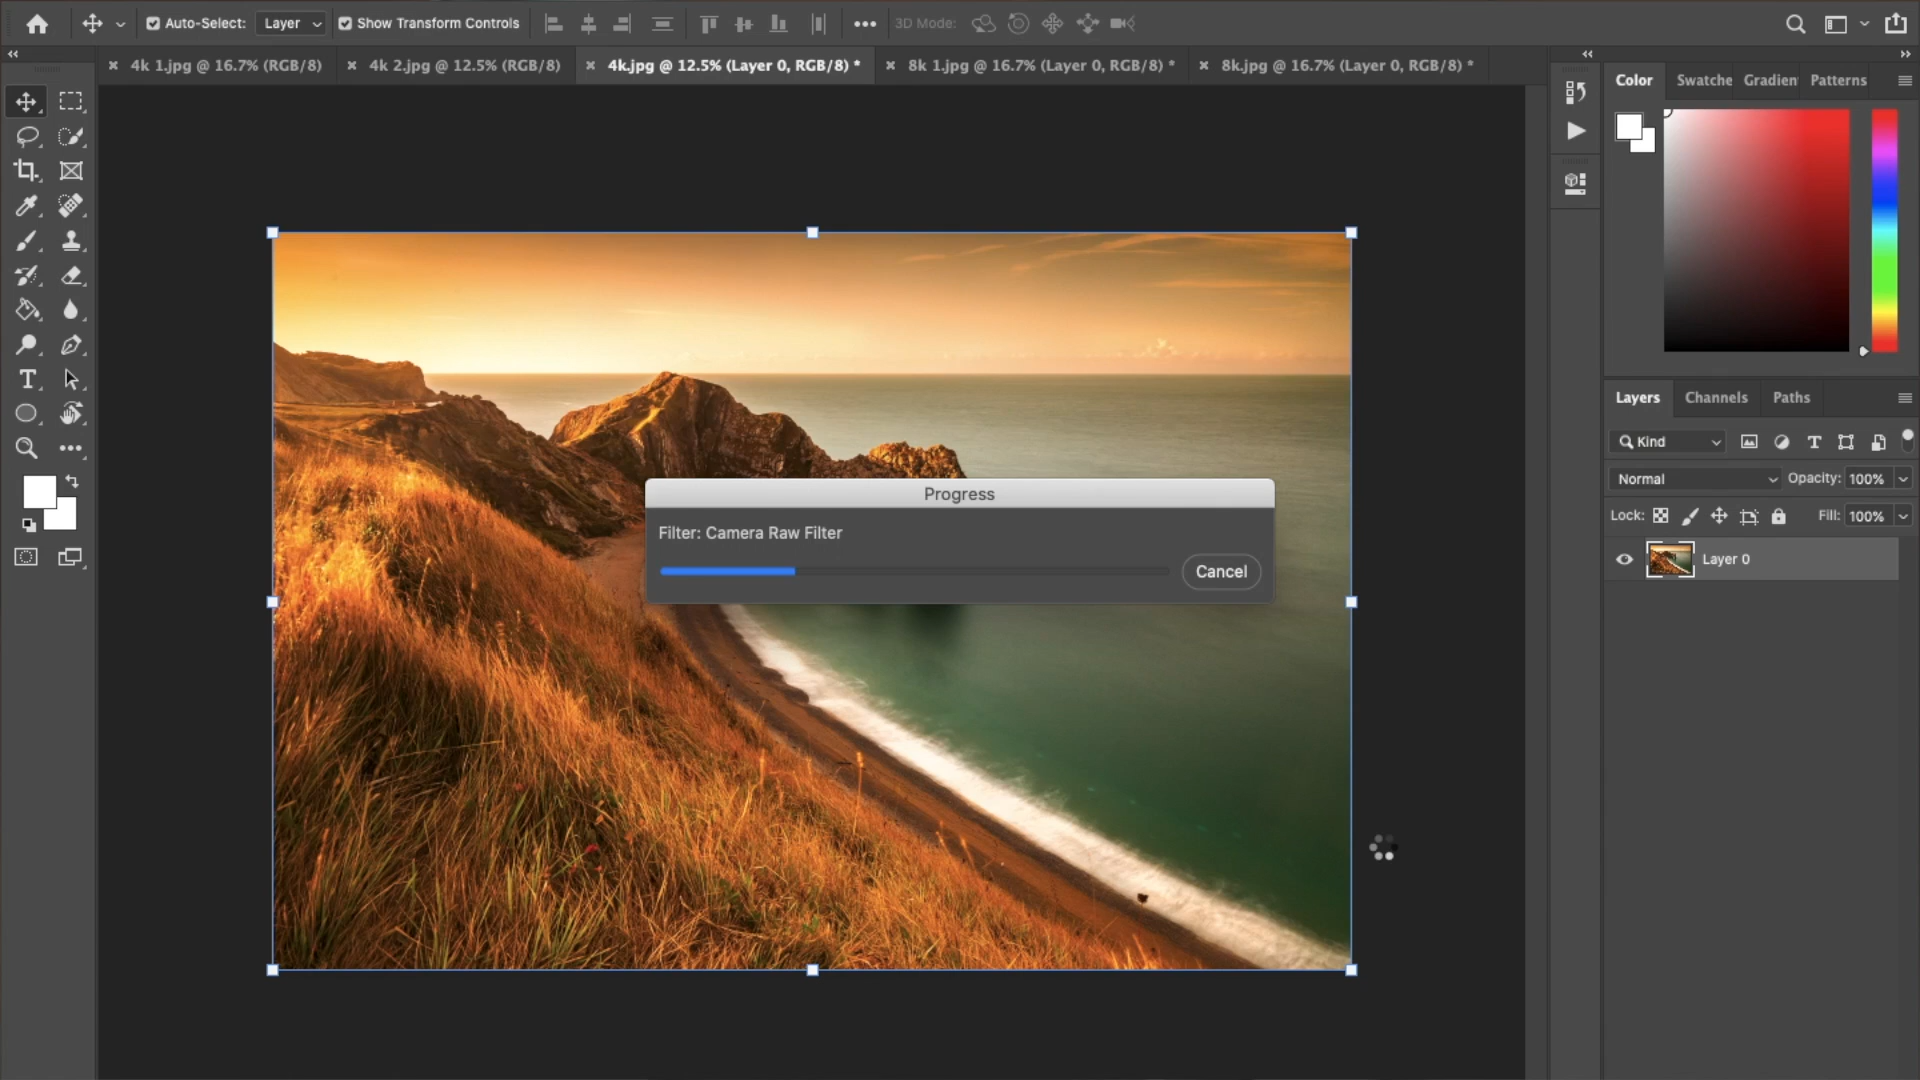 Auto-Select: Layer Show Transform Controls 3D Mode:
4k 1.jpg @ 16.7% (RGB/8) 4k 2.jpg @ 12.5% (RGB/8) 4k.jpg @ 12.5% (Layer 0, RGB/8) * 8k 1.jpg @ 16.7% (Layer 0, RGB/8) * 8k.jpg @ 16.7% (Layer 0, RGB/8) *
Color Swatche Gradien Patterns
Layers Channels Paths
Kind
Normal Opacity: 100%
Lock: Fill: 100%
Layer 0
Progress
Filter: Camera Raw Filter
Cancel